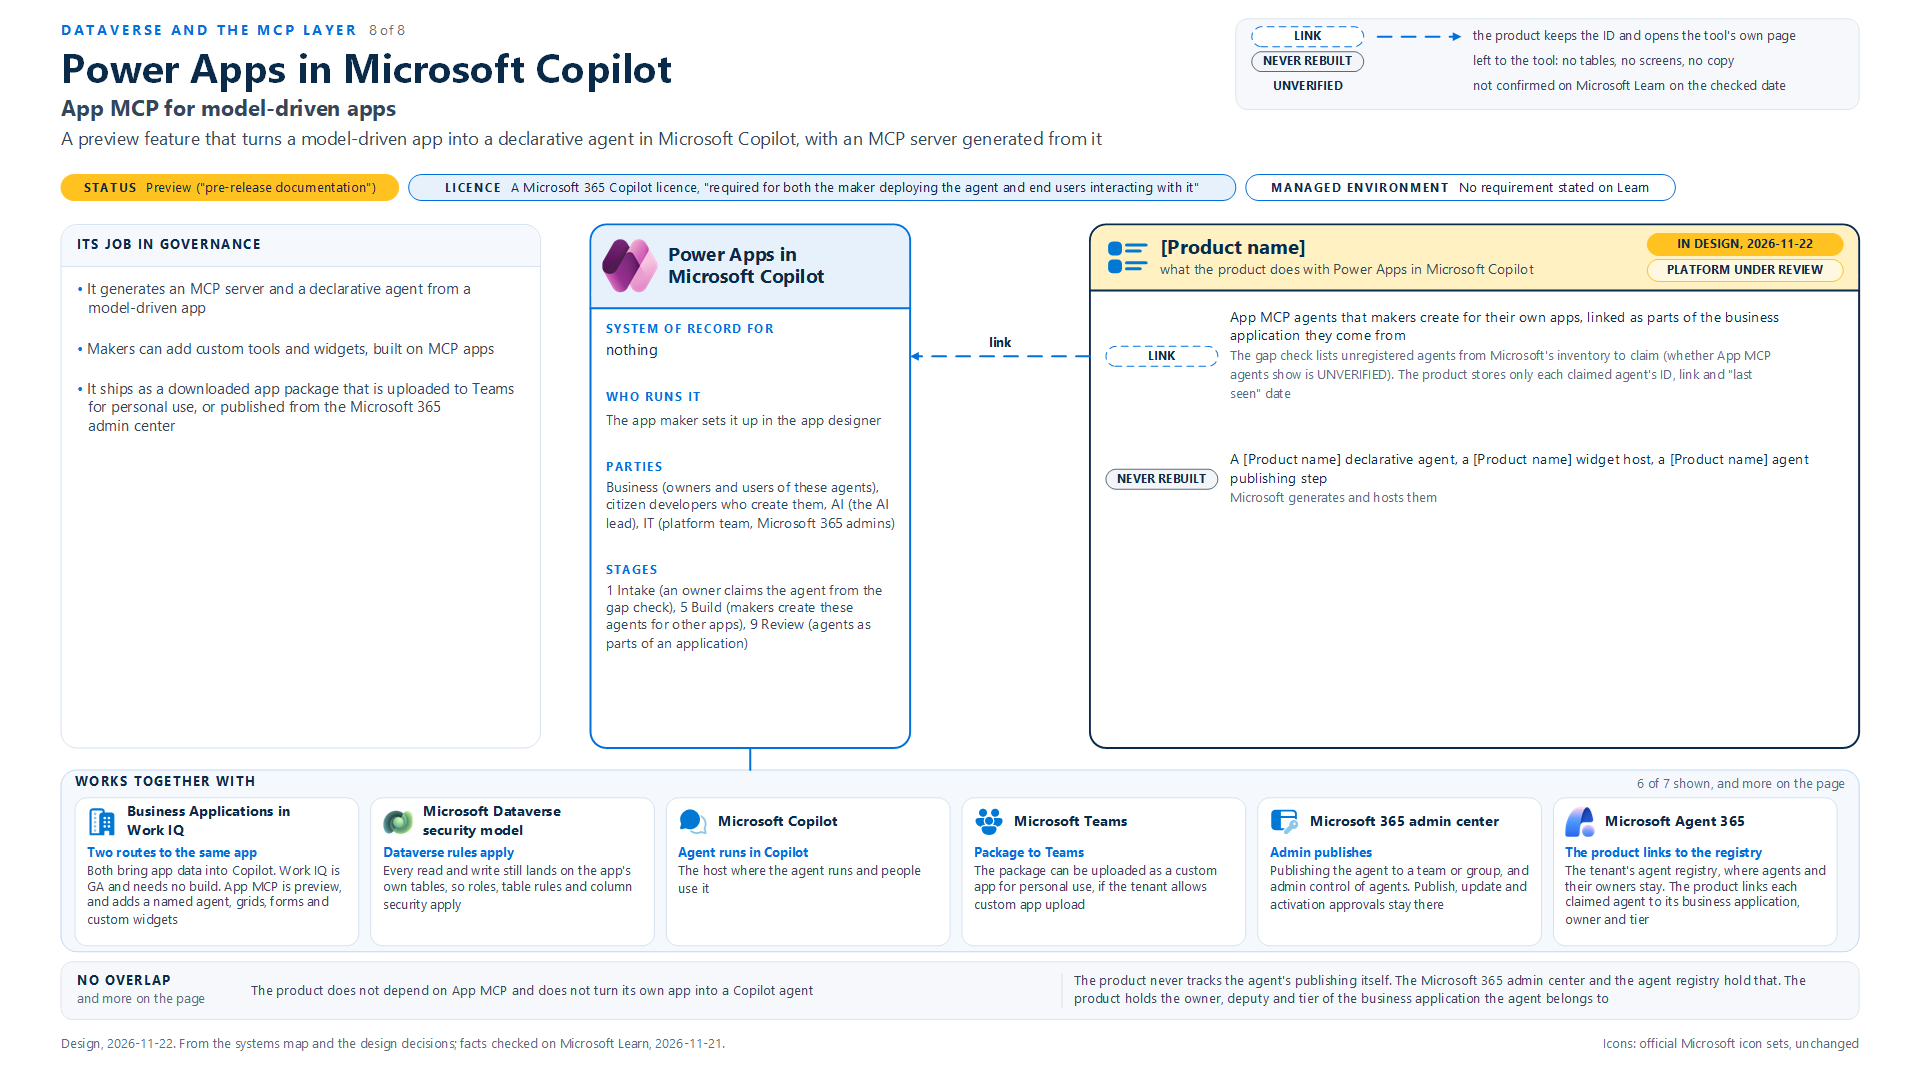 DATAVERSE AND THE MCP LAYER 8 of 8
Power Apps in Microsoft Copilot
App MCP for model-driven apps
A preview feature that turns a model-driven app into a declarative agent in Microsoft Copilot, with an MCP server generated from it
LINK the product keeps the ID and opens the tool's own page
NEVER REBUILT left to the tool: no tables, no screens, no copy
UNVERIFIED not confirmed on Microsoft Learn on the checked date
STATUS Preview ("pre-release documentation")
LICENCE A Microsoft 365 Copilot licence, "required for both the maker deploying the agent and end users interacting with it"
MANAGED ENVIRONMENT No requirement stated on Learn
ITS JOB IN GOVERNANCE
• It generates an MCP server and a declarative agent from a
model-driven app
• Makers can add custom tools and widgets, built on MCP apps
• It ships as a downloaded app package that is uploaded to Teams
for personal use, or published from the Microsoft 365
admin center
Power Apps in
Microsoft Copilot
SYSTEM OF RECORD FOR
nothing
WHO RUNS IT
The app maker sets it up in the app designer
PARTIES
Business (owners and users of these agents),
citizen developers who create them, AI (the AI
lead), IT (platform team, Microsoft 365 admins)
STAGES
1 Intake (an owner claims the agent from the
gap check), 5 Build (makers create these
agents for other apps), 9 Review (agents as
parts of an application)
link
[Product name]
what the product does with Power Apps in Microsoft Copilot
IN DESIGN, 2026-11-22
PLATFORM UNDER REVIEW
LINK
App MCP agents that makers create for their own apps, linked as parts of the business
application they come from
The gap check lists unregistered agents from Microsoft's inventory to claim (whether App MCP
agents show is UNVERIFIED). The product stores only each claimed agent's ID, link and "last
seen" date
NEVER REBUILT
A [Product name] declarative agent, a [Product name] widget host, a [Product name] agent
publishing step
Microsoft generates and hosts them
WORKS TOGETHER WITH
6 of 7 shown, and more on the page
Business Applications in
Work IQ
Two routes to the same app
Both bring app data into Copilot. Work IQ is
GA and needs no build. App MCP is preview,
and adds a named agent, grids, forms and
custom widgets
Microsoft Dataverse
security model
Dataverse rules apply
Every read and write still lands on the app's
own tables, so roles, table rules and column
security apply
Microsoft Copilot
Agent runs in Copilot
The host where the agent runs and people
use it
Microsoft Teams
Package to Teams
The package can be uploaded as a custom
app for personal use, if the tenant allows
custom app upload
Microsoft 365 admin center
Admin publishes
Publishing the agent to a team or group, and
admin control of agents. Publish, update and
activation approvals stay there
Microsoft Agent 365
The product links to the registry
The tenant's agent registry, where agents and
their owners stay. The product links each
claimed agent to its business application,
owner and tier
NO OVERLAP
and more on the page
The product does not depend on App MCP and does not turn its own app into a Copilot agent
The product never tracks the agent's publishing itself. The Microsoft 365 admin center and the agent registry hold that. The
product holds the owner, deputy and tier of the business application the agent belongs to
Design, 2026-11-22. From the systems map and the design decisions; facts checked on Microsoft Learn, 2026-11-21.
Icons: official Microsoft icon sets, unchanged